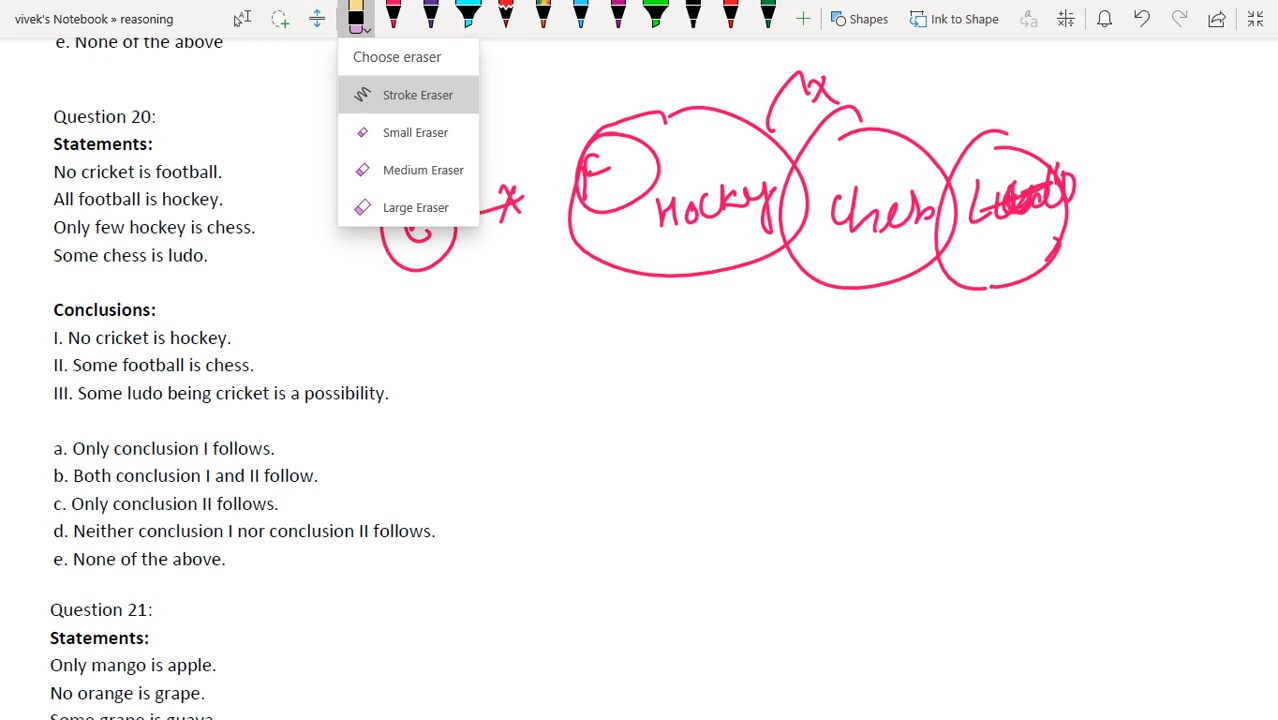 vivek's Notebook » reasoning
Shapes
Ink to Shape
e. None of the above
Choose eraser
Stroke Eraser
Small Eraser
Medium Eraser
Large Eraser
Question 20:
Statements:
No cricket is football.
All football is hockey.
Only few hockey is chess.
Some chess is ludo.
C
x
F
Hockey
x
Chess
Conclusions:
I. No cricket is hockey.
II. Some football is chess.
III. Some ludo being cricket is a possibility.
a. Only conclusion I follows.
b. Both conclusion I and II follow.
c. Only conclusion II follows.
d. Neither conclusion I nor conclusion II follows.
e. None of the above.
Question 21:
Statements:
Only mango is apple.
No orange is grape.
Some grape is guava